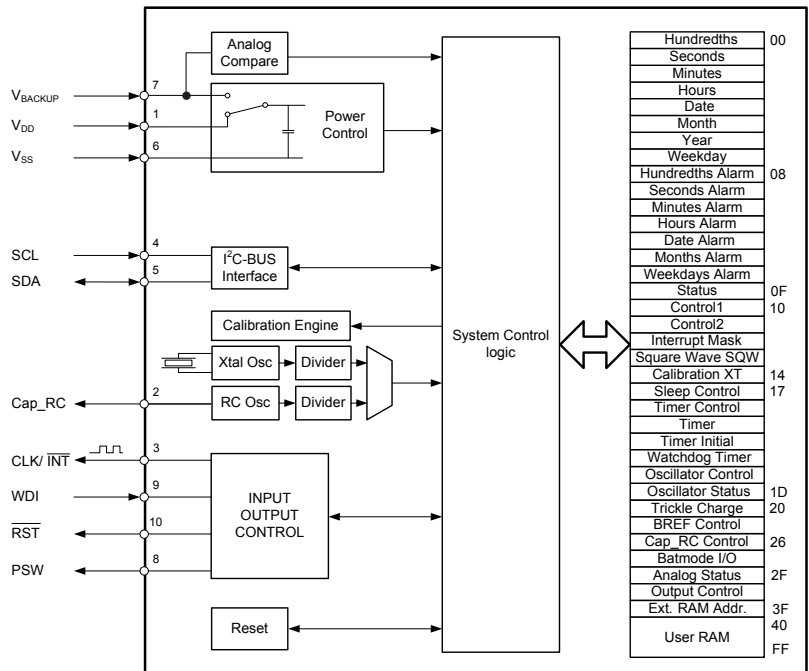 Analog
Compare
VBACKUP
7
VDD
1
VSS
6
Power
Control
SCL
4
SDA
5
I2C-BUS
Interface
Calibration Engine
Xtal Osc
Divider
Cap_RC
2
RC Osc
Divider
CLK/ INT
3
WDI
9
RST
10
PSW
8
INPUT
OUTPUT
CONTROL
Reset
System Control
logic
Hundredths 00
Seconds
Minutes
Hours
Date
Month
Year
Weekday
Hundredths Alarm 08
Seconds Alarm
Minutes Alarm
Hours Alarm
Date Alarm
Months Alarm
Weekdays Alarm
Status 0F
Control1 10
Control2
Interrupt Mask
Square Wave SQW
Calibration XT 14
Sleep Control 17
Timer Control
Timer
Timer Initial
Watchdog Timer
Oscillator Control
Oscillator Status 1D
Trickle Charge 20
BREF Control
Cap_RC Control 26
Batmode I/O
Analog Status 2F
Output Control
Ext. RAM Addr. 3F
40
User RAM
FF